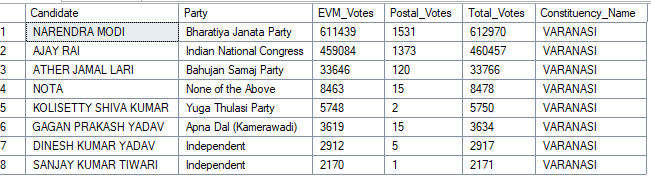 Candidate Party EVM_Votes Postal_Votes Total_Votes Constituency_Name
1 NARENDRA MODI Bharatiya Janata Party 611439 1531 612970 VARANASI
2 AJAY RAI Indian National Congress 459084 1373 460457 VARANASI
3 ATHER JAMAL LARI Bahujan Samaj Party 33646 120 33766 VARANASI
4 NOTA None of the Above 8463 15 8478 VARANASI
5 KOLISETTY SHIVA KUMAR Yuga Thulasi Party 5748 2 5750 VARANASI
6 GAGAN PRAKASH YADAV Apna Dal (Kamerawadi) 3619 15 3634 VARANASI
7 DINESH KUMAR YADAV Independent 2912 5 2917 VARANASI
8 SANJAY KUMAR TIWARI Independent 2170 1 2171 VARANASI